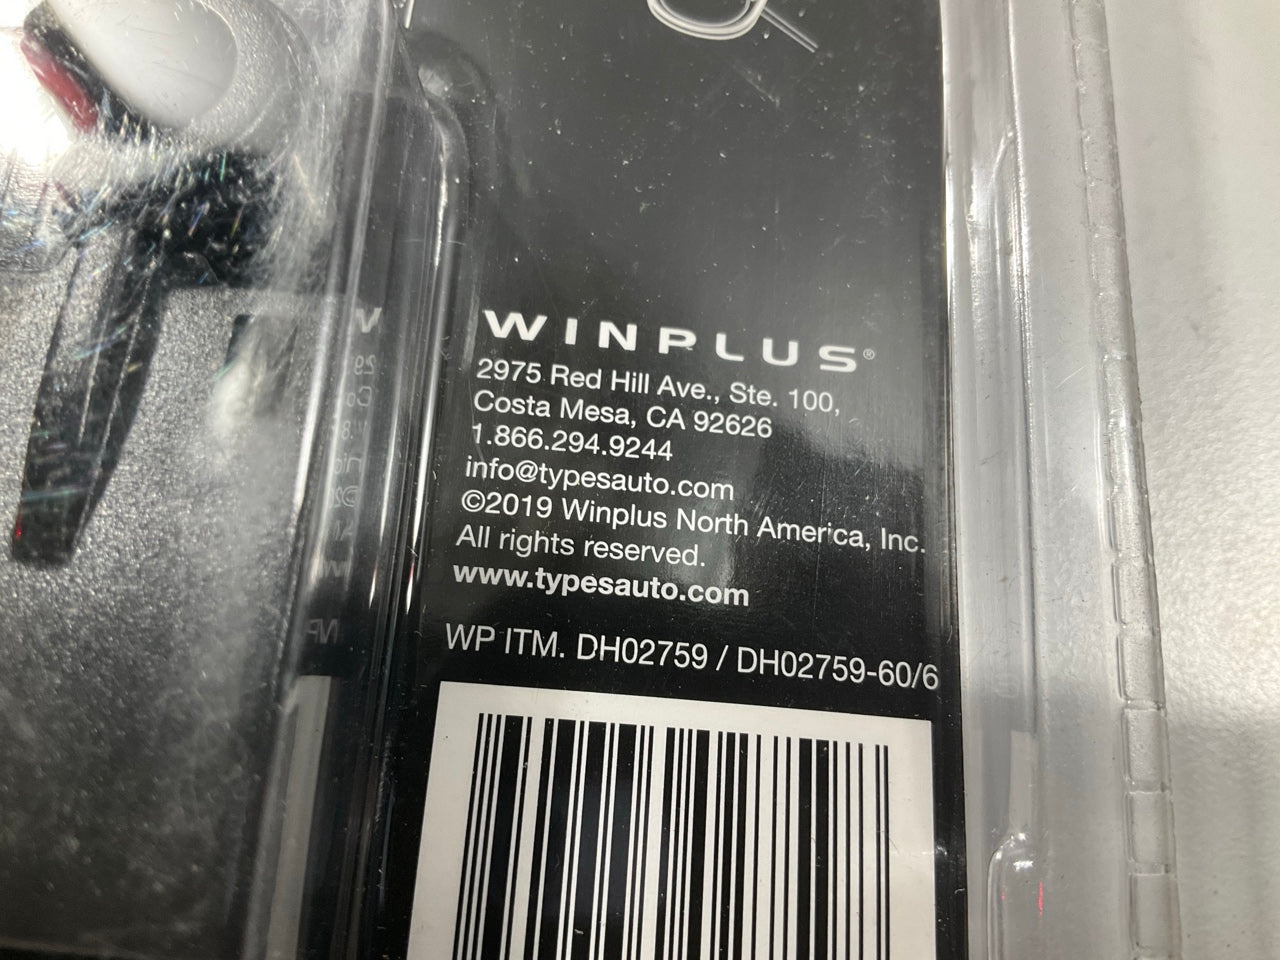 WINPLUS®
2975 Red Hill Ave., Ste. 100,
Costa Mesa, CA 92626
1.866.294.9244
info@typesauto.com
©2019 Winplus North America, Inc.
All rights reserved.
www.typesauto.com
WP ITM. DH02759 / DH02759-60/6